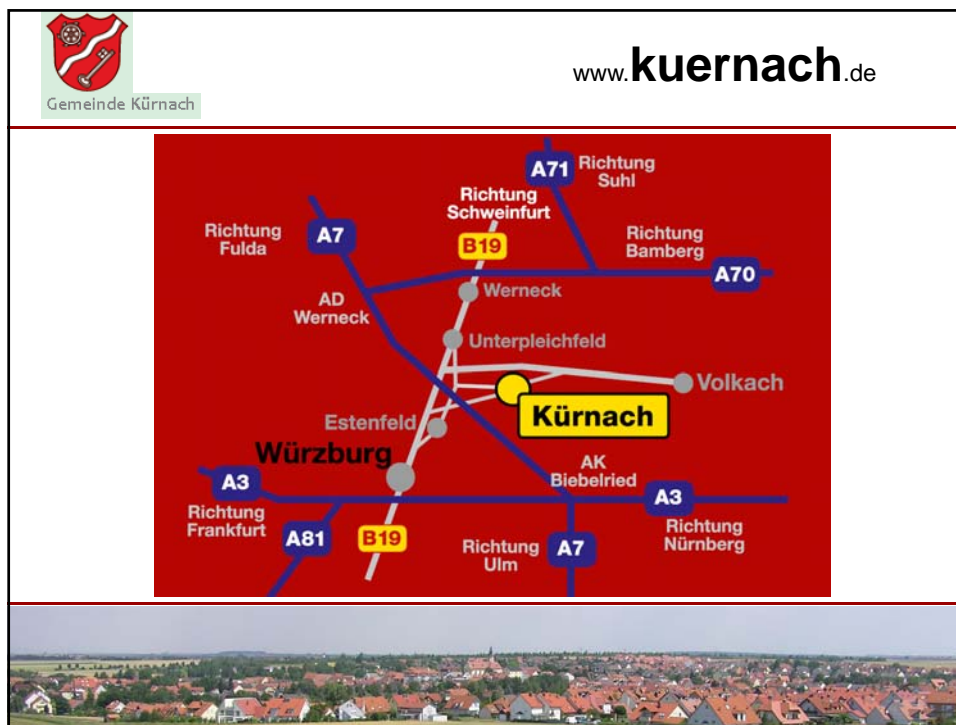 Gemeinde Kürnach
www.kuernach.de
A71
Richtung
Suhl
Richtung
Schweinfurt
Richtung
Fulda
A7
B19
Richtung
Bamberg
A70
AD
Werneck
Werneck
Unterpleichfeld
Volkach
Kürnach
Estenfeld
Würzburg
AK
Biebelried
A3
Richtung
Frankfurt
A81
B19
Richtung
Ulm
A7
A3
Richtung
Nürnberg